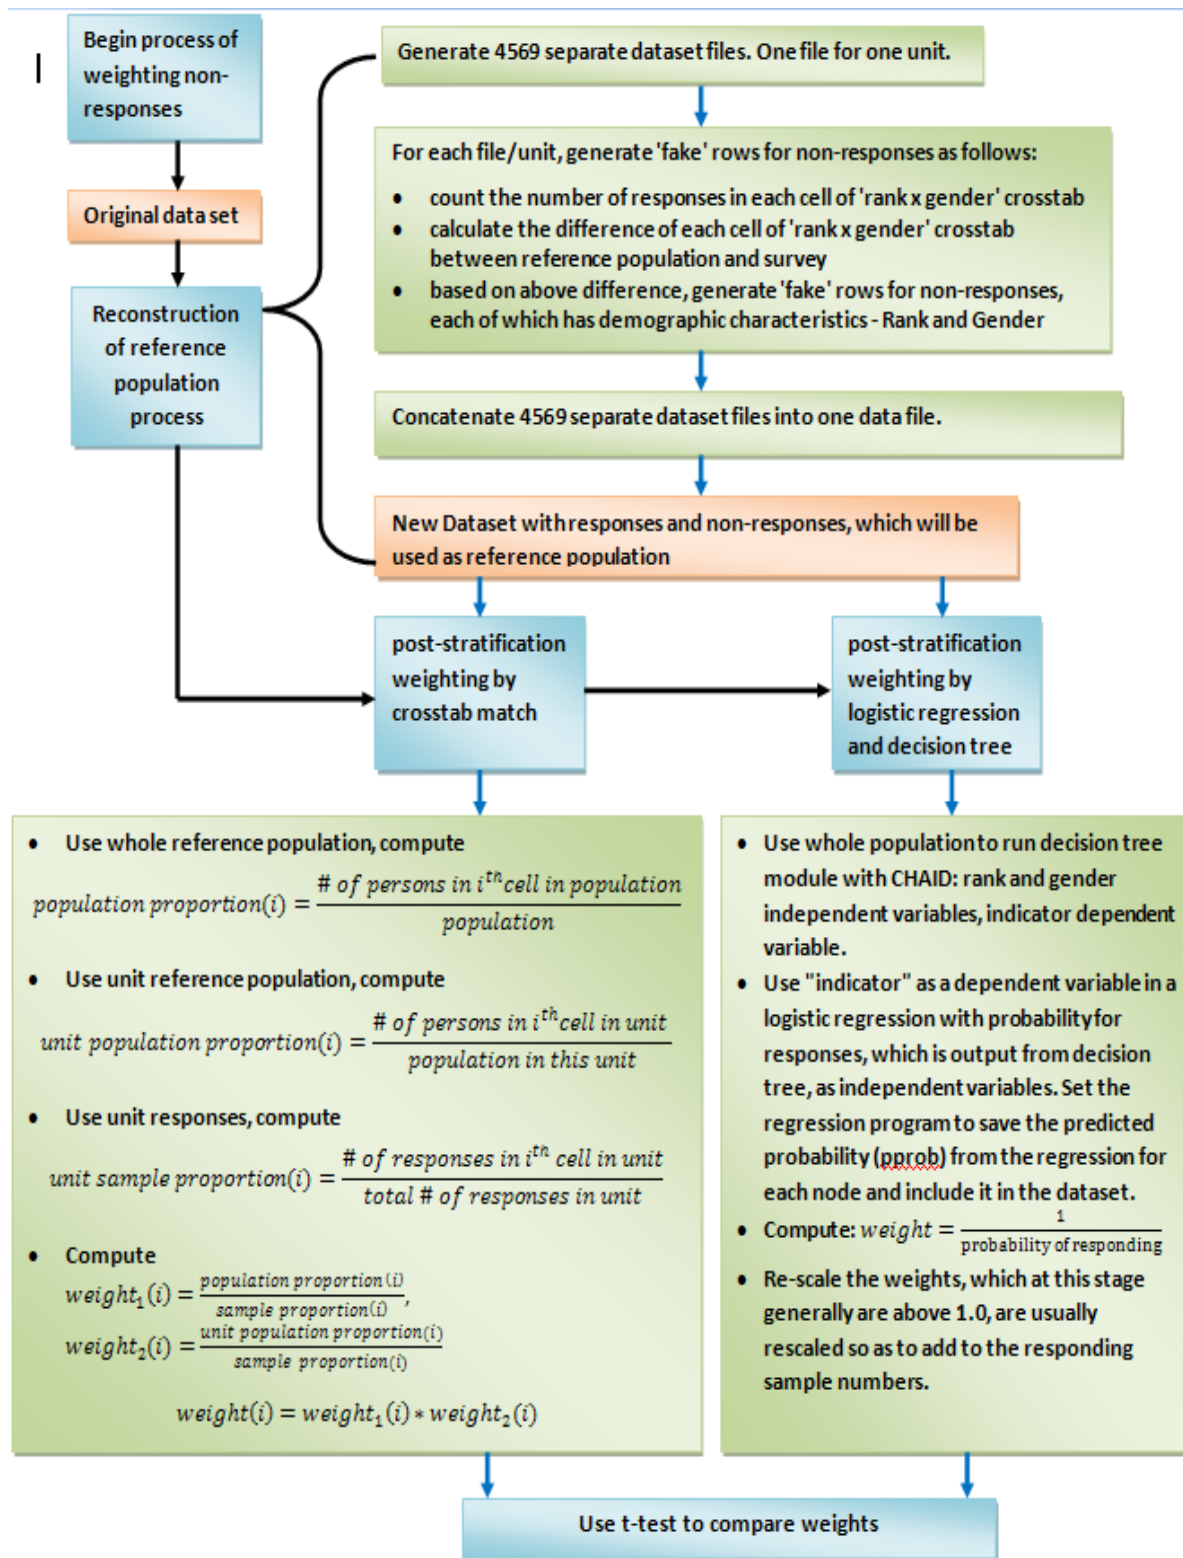 Begin process of
weighting non-
responses
Original data set
Reconstruction
of reference
population
process
Generate 4569 separate dataset files. One file for one unit.
For each file/unit, generate 'fake' rows for non-responses as follows:
• count the number of responses in each cell of 'rank x gender' crosstab
• calculate the difference of each cell of 'rank x gender' crosstab
between reference population and survey
• based on above difference, generate 'fake' rows for non-responses,
each of which has demographic characteristics - Rank and Gender
Concatenate 4569 separate dataset files into one data file.
New Dataset with responses and non-responses, which will be
used as reference population
post-stratification
weighting by
crosstab match
post-stratification
weighting by
logistic regression
and decision tree
• Use whole reference population, compute
population proportion(i) = # of persons in i^th cell in population / population
• Use unit reference population, compute
unit population proportion(i) = # of persons in i^th cell in unit / population in this unit
• Use unit responses, compute
unit sample proportion(i) = # of responses in i^th cell in unit / total # of responses in unit
• Compute
weight₁(i) = population proportion(i) / sample proportion(i),
weight₂(i) = unit population proportion(i) / sample proportion(i)
weight(i) = weight₁(i) * weight₂(i)
• Use whole population to run decision tree
module with CHAID: rank and gender
independent variables, indicator dependent
variable.
• Use "indicator" as a dependent variable in a
logistic regression with probability for
responses, which is output from decision
tree, as independent variables. Set the
regression program to save the predicted
probability (pprob) from the regression for
each node and include it in the dataset.
• Compute: weight = 1 / probability of responding
• Re-scale the weights, which at this stage
generally are above 1.0, are usually
rescaled so as to add to the responding
sample numbers.
Use t-test to compare weights